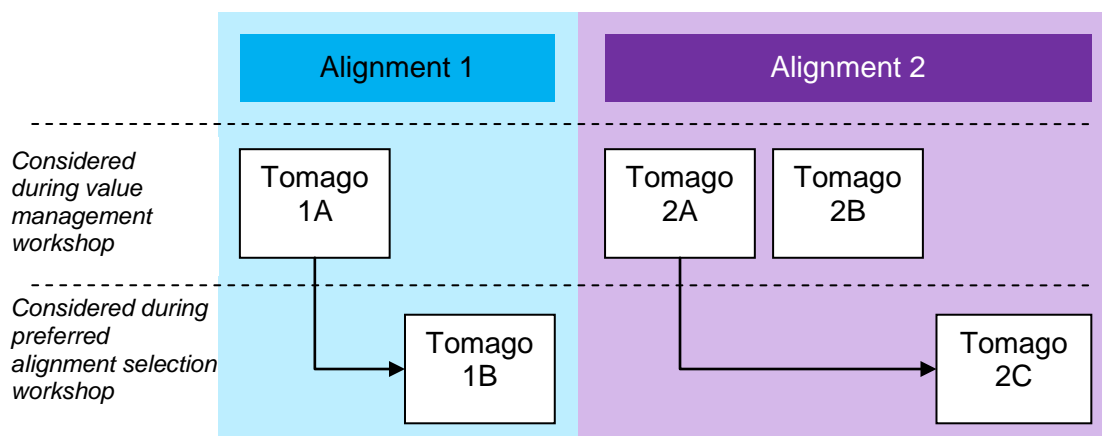 Alignment 1
Alignment 2
Considered
during value
management
workshop
Tomago
1A
Tomago
2A
Tomago
2B
Considered during
preferred
alignment selection
workshop
Tomago
1B
Tomago
2C